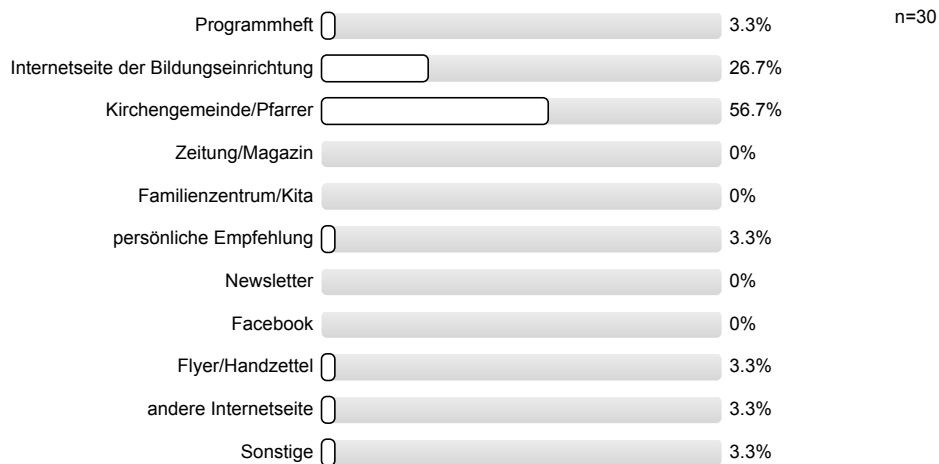 Programmheft 3.3% n=30
Internetseite der Bildungseinrichtung 26.7%
Kirchengemeinde/Pfarrer 56.7%
Zeitung/Magazin 0%
Familienzentrum/Kita 0%
persönliche Empfehlung 3.3%
Newsletter 0%
Facebook 0%
Flyer/Handzettel 3.3%
andere Internetseite 3.3%
Sonstige 3.3%